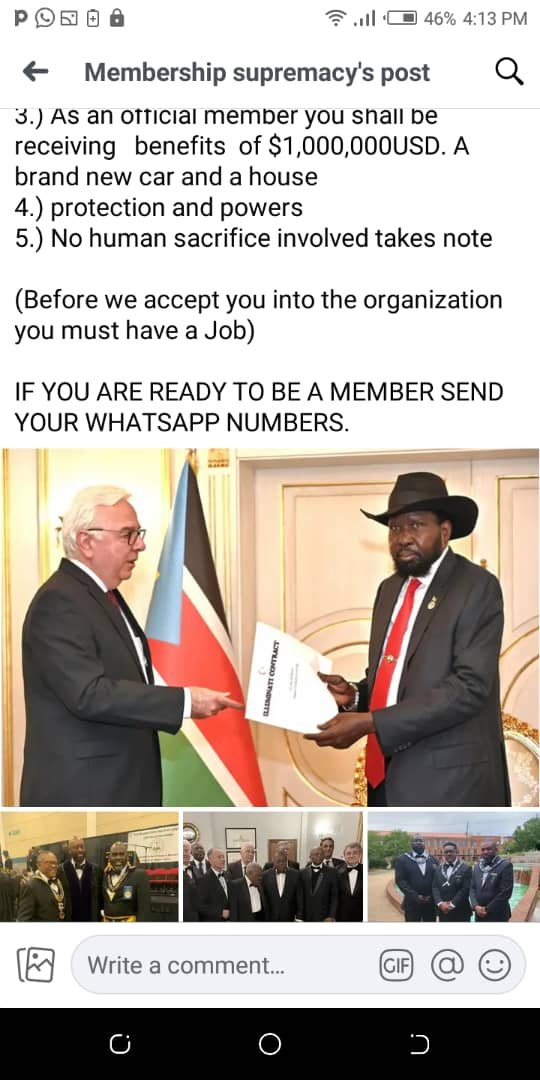 P
46% 4:13 PM
Membership supremacy's post
3.) As an official member you shall be
receiving benefits of $1,000,000USD. A
brand new car and a house
4.) protection and powers
5.) No human sacrifice involved takes note
(Before we accept you into the organization
you must have a Job)
IF YOU ARE READY TO BE A MEMBER SEND
YOUR WHATSAPP NUMBERS.
ILLUMINATI CONTRACT
Write a comment...
GIF
@